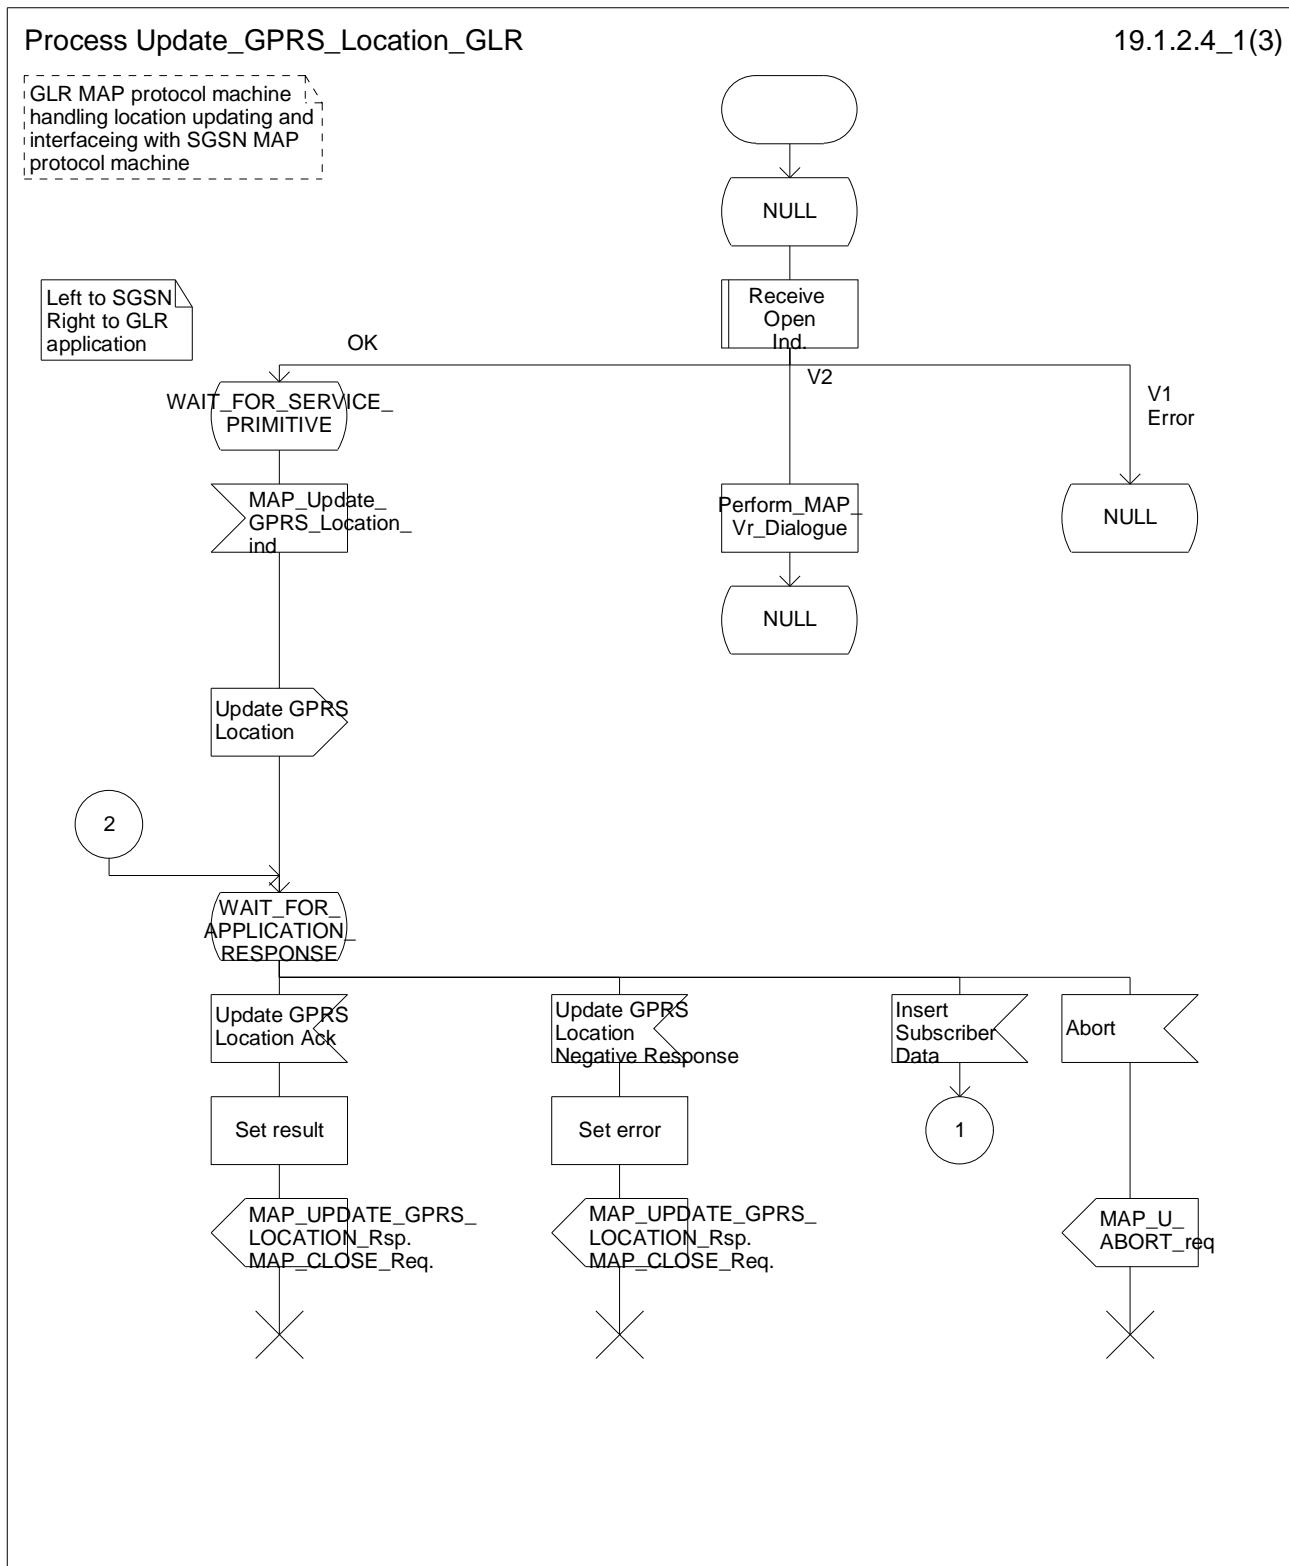 Process Update_GPRS_Location_GLR
19.1.2.4_1(3)
GLR MAP protocol machine
handling location updating and
interfaceing with SGSN MAP
protocol machine
NULL
Left to SGSN
Right to GLR
application
Receive
Open
Ind.
OK
V2
V1
Error
WAIT_FOR_SERVICE_
PRIMITIVE
MAP_Update_
GPRS_Location_
ind
Perform_MAP_
Vr_Dialogue
NULL
NULL
Update GPRS
Location
2
WAIT_FOR_
APPLICATION_
RESPONSE
Update GPRS
Location Ack
Update GPRS
Location
Negative Response
Insert
Subscriber
Data
Abort
Set result
Set error
1
MAP_UPDATE_GPRS_
LOCATION_Rsp.
MAP_CLOSE_Req.
MAP_UPDATE_GPRS_
LOCATION_Rsp.
MAP_CLOSE_Req.
MAP_U_
ABORT_req